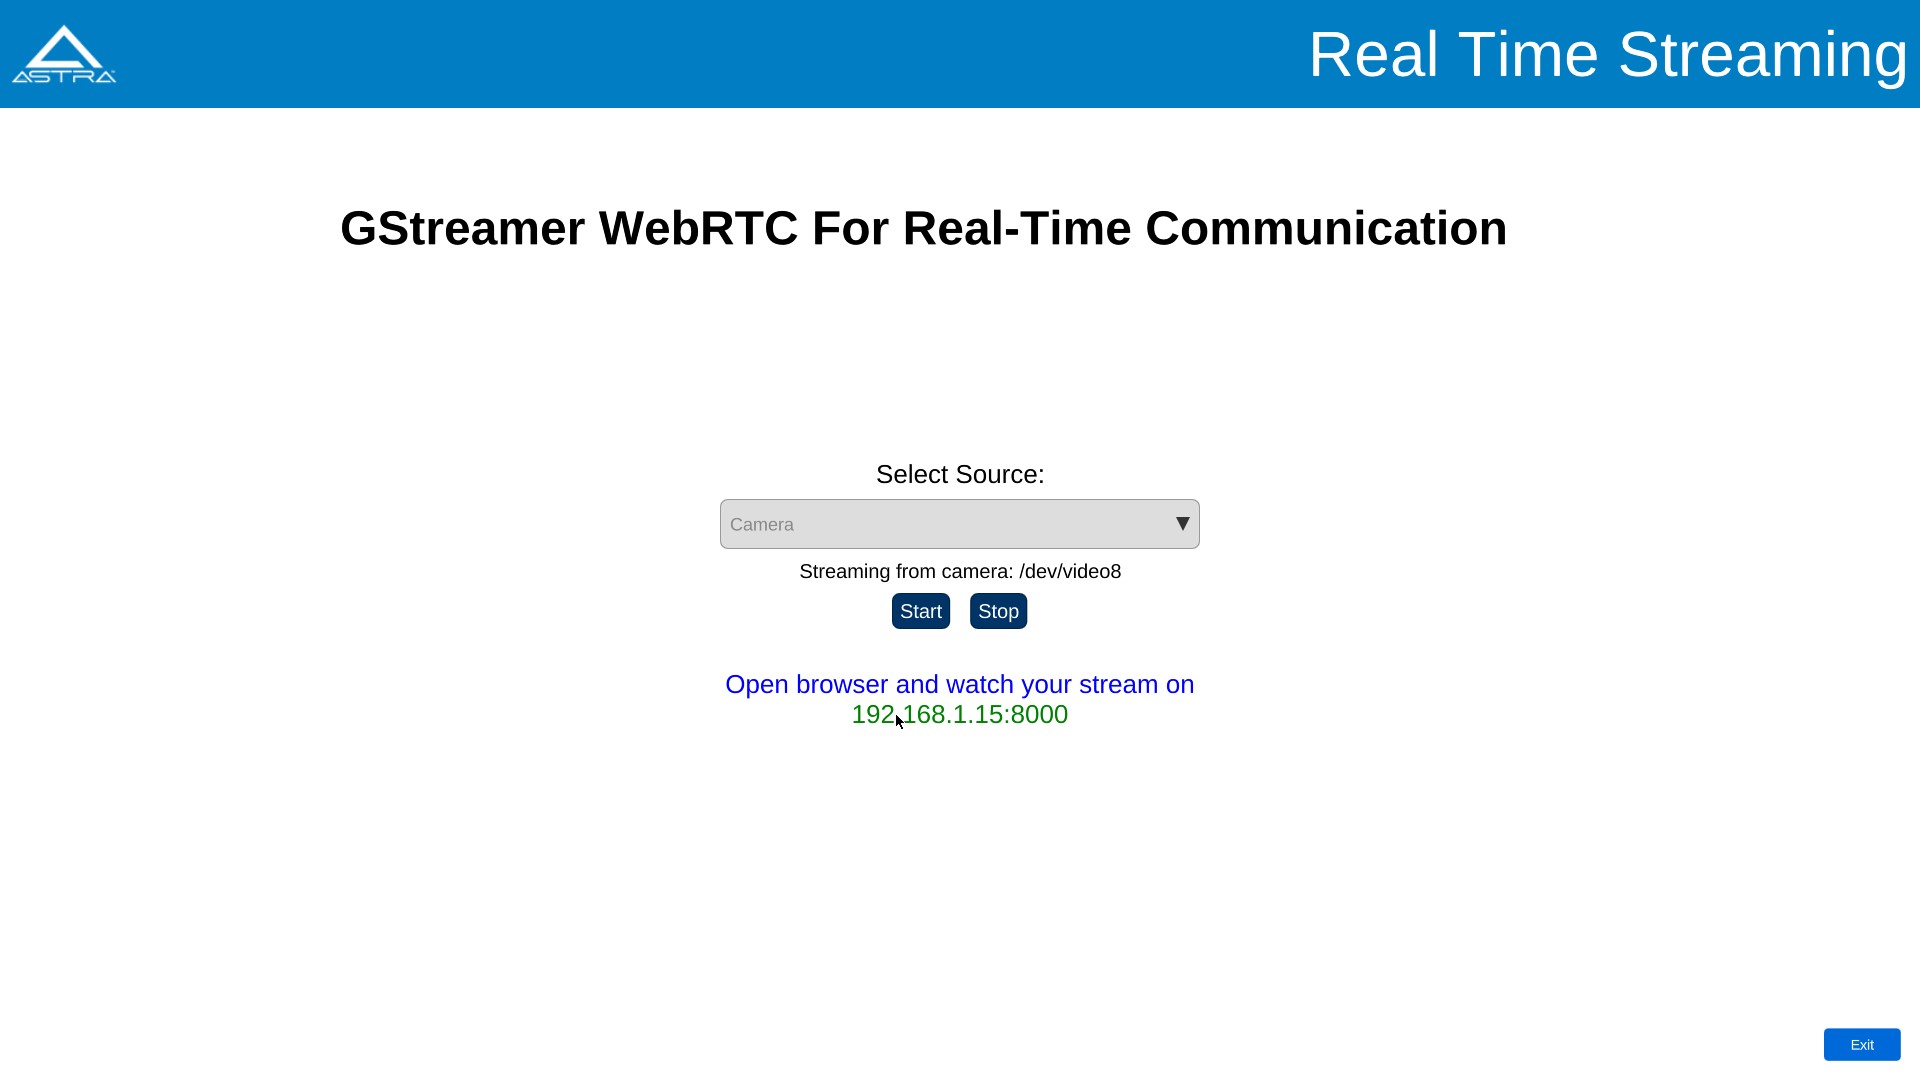 ASTRA
Real Time Streaming
GStreamer WebRTC For Real-Time Communication
Select Source:
Camera
Streaming from camera: /dev/video8
Start Stop
Open browser and watch your stream on
192.168.1.15:8000
Exit